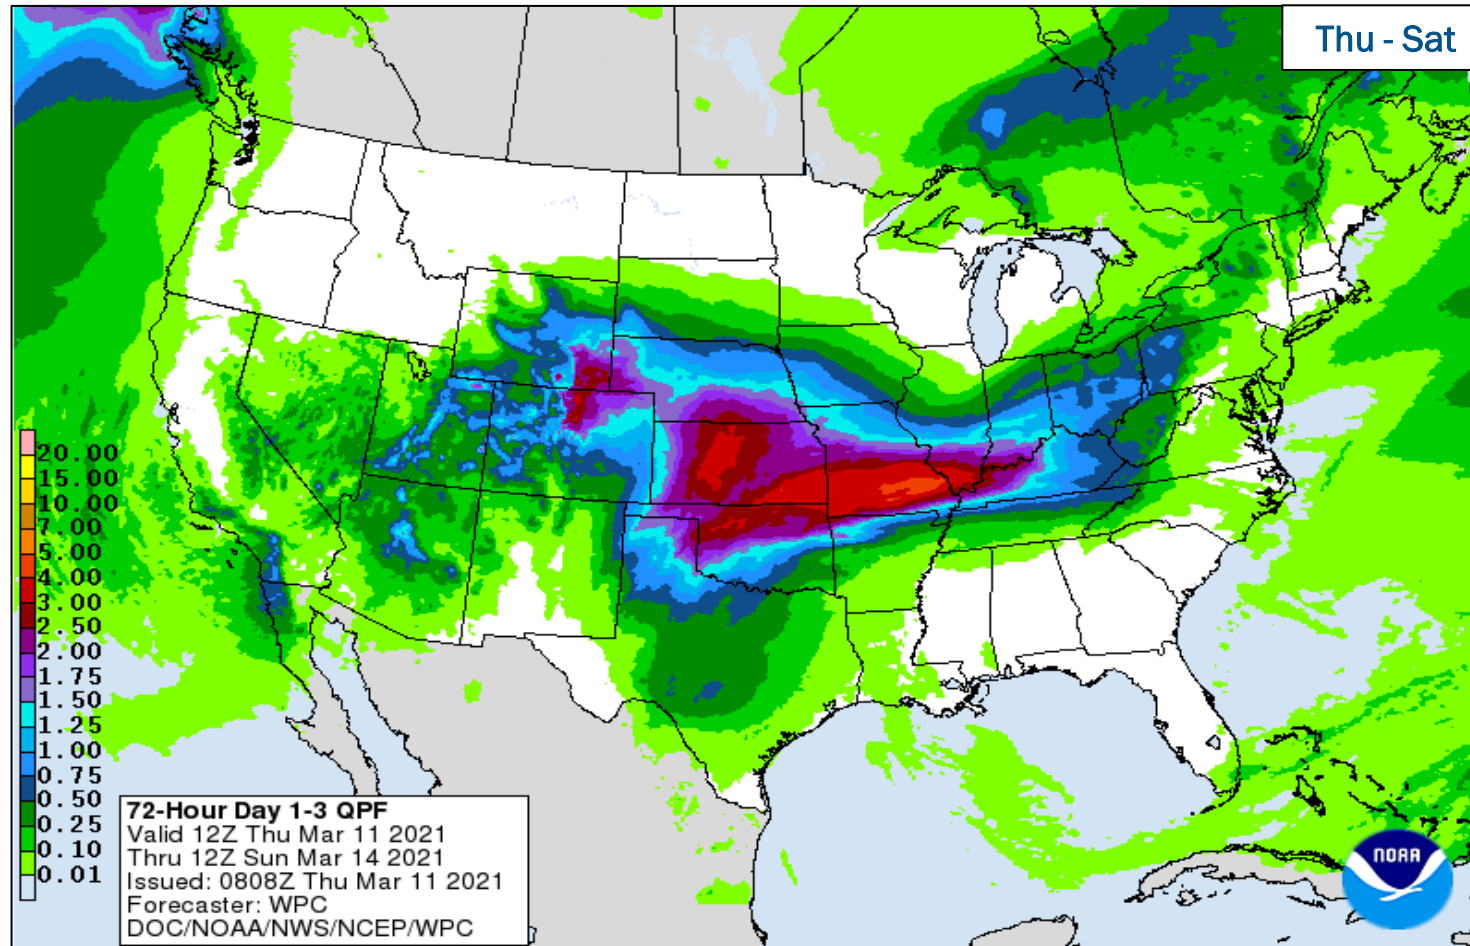 Thu - Sat
20.00
15.00
10.00
7.00
5.00
4.00
3.00
2.50
2.00
1.75
1.50
1.25
1.00
0.75
0.50
0.25
0.10
0.01
72-Hour Day 1-3 QPF
Valid 12Z Thu Mar 11 2021
Thru 12Z Sun Mar 14 2021
Issued: 0808Z Thu Mar 11 2021
Forecaster: WPC
DOC/NOAA/NWS/NCEP/WPC
NOAA